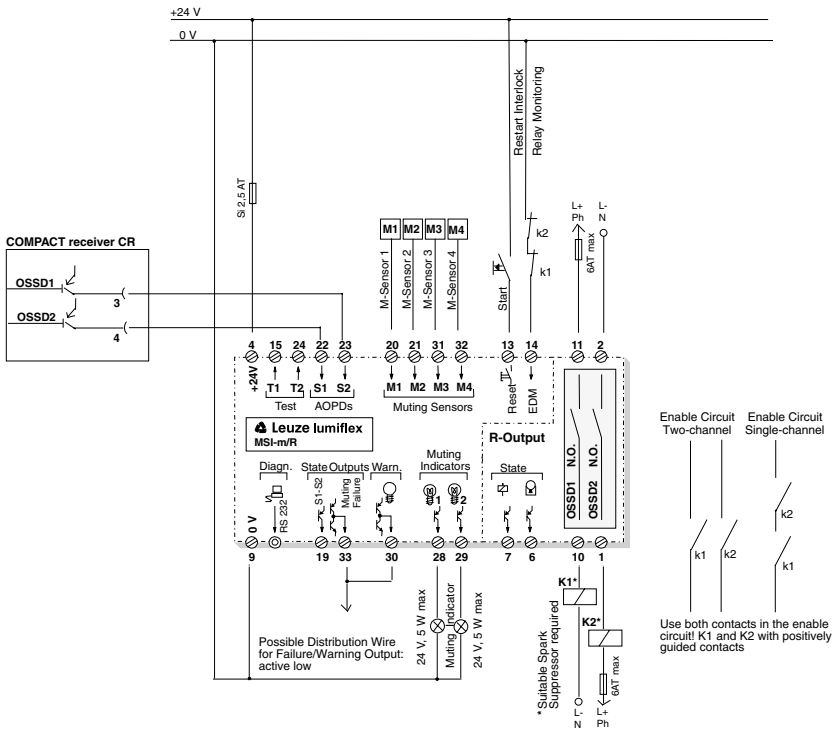 +24 V
0 V
Si 2.5 AT
Restart Interlock
Relay Monitoring
L+
Ph
L-
N
6AT max
k2
k1
Start
M1 M2 M3 M4
M-Sensor 1
M-Sensor 2
M-Sensor 3
M-Sensor 4
COMPACT receiver CR
OSSD1
3
OSSD2
4
4 15 24 22 23 20 21 31 32 13 14 11 2
+24V
T1 T2 S1 S2 M1 M2 M3 M4
Test AOPDs Muting Sensors
Reset
EDM
Leuze lumiflex
MSI-m/R
R-Output
Diagn. State Outputs Warn.
Muting
Indicators
State
0 V
RS 232
S1-S2
Muting
Failure
1 2
OSSD1 N.O.
OSSD2 N.O.
9 19 33 30 28 29 7 6 10 1
Enable Circuit
Two-channel
Enable Circuit
Single-channel
k1
k2
k2
k1
Use both contacts in the enable
circuit! K1 and K2 with positively
guided contacts
Possible Distribution Wire
for Failure/Warning Output:
active low
24 V, 5 W max
Muting Indicator
24 V, 5 W max
* Suitable Spark
Suppressor required
K1*
K2*
6AT max
L-
N
L+
Ph